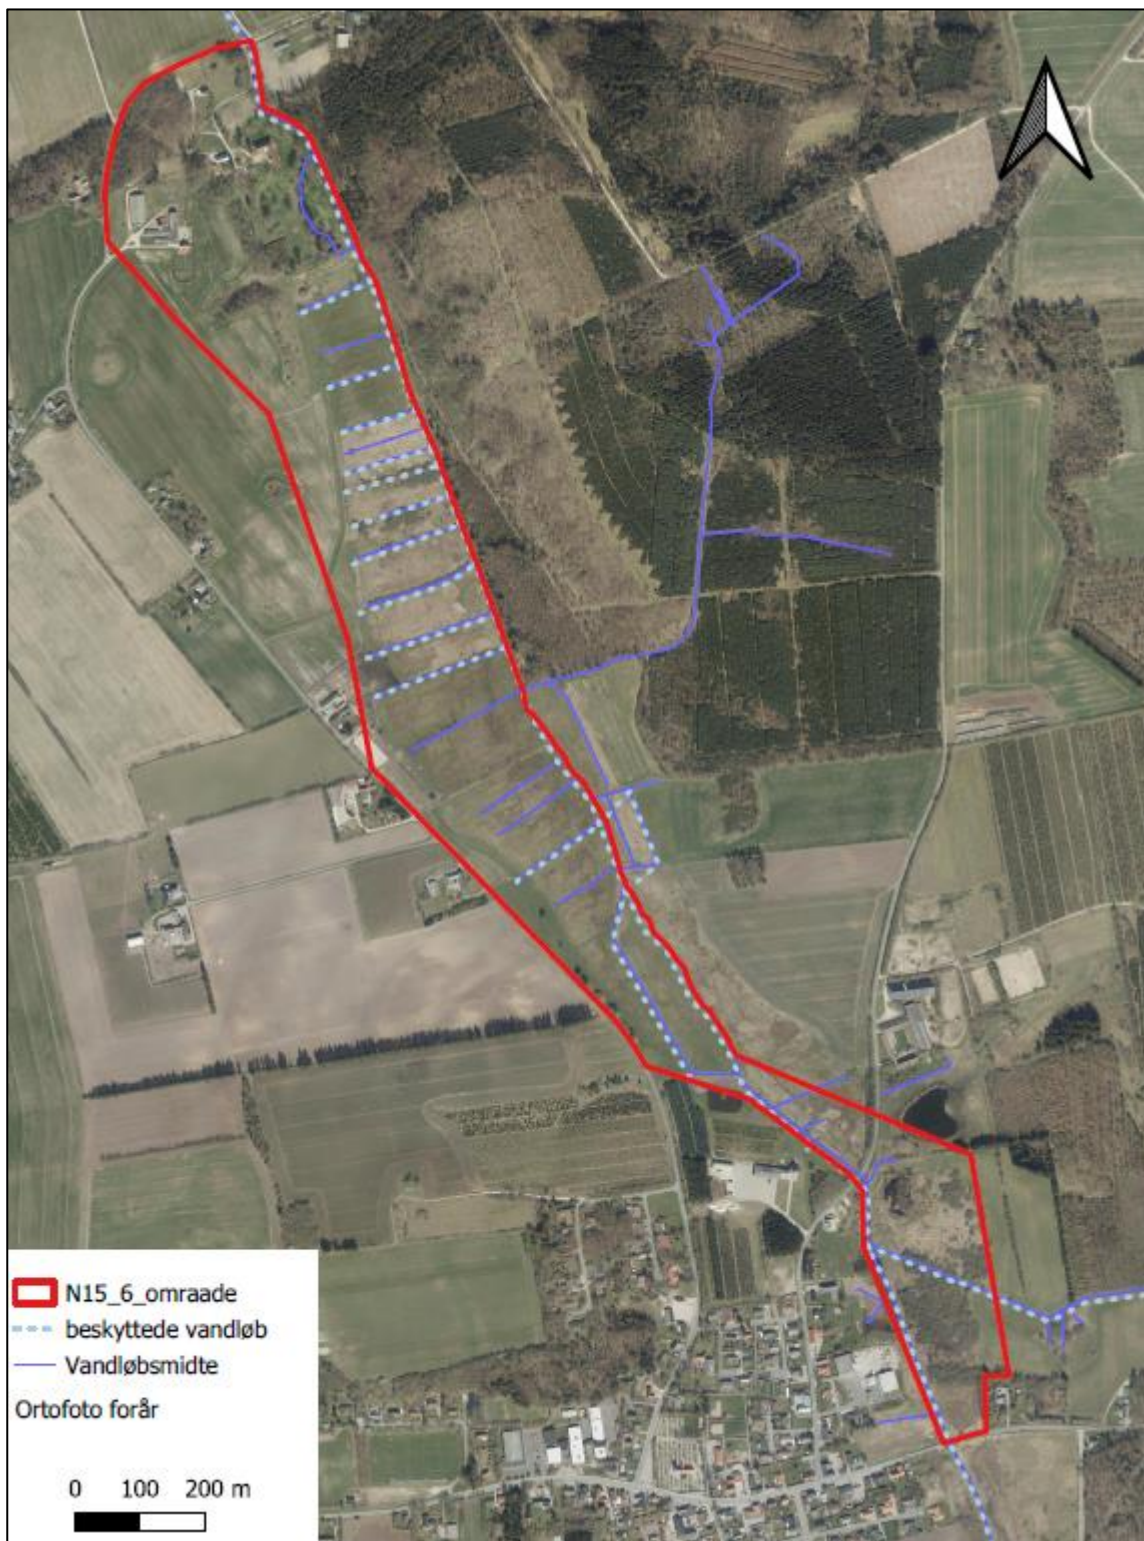 N15_6_omraade
beskyttede vandløb
Vandløbsmidte
Ortofoto forår
0 100 200 m